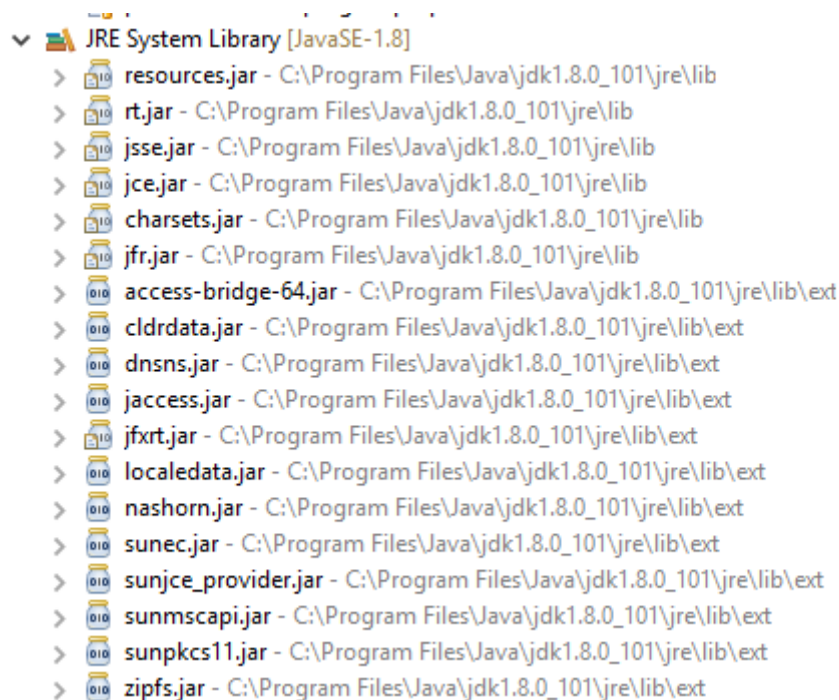 JRE System Library [JavaSE-1.8]
resources.jar - C:\Program Files\Java\jdk1.8.0_101\jre\lib
rt.jar - C:\Program Files\Java\jdk1.8.0_101\jre\lib
jsse.jar - C:\Program Files\Java\jdk1.8.0_101\jre\lib
jce.jar - C:\Program Files\Java\jdk1.8.0_101\jre\lib
charsets.jar - C:\Program Files\Java\jdk1.8.0_101\jre\lib
jfr.jar - C:\Program Files\Java\jdk1.8.0_101\jre\lib
access-bridge-64.jar - C:\Program Files\Java\jdk1.8.0_101\jre\lib\ext
cldrdata.jar - C:\Program Files\Java\jdk1.8.0_101\jre\lib\ext
dnsns.jar - C:\Program Files\Java\jdk1.8.0_101\jre\lib\ext
jaccess.jar - C:\Program Files\Java\jdk1.8.0_101\jre\lib\ext
jfxrt.jar - C:\Program Files\Java\jdk1.8.0_101\jre\lib\ext
localedata.jar - C:\Program Files\Java\jdk1.8.0_101\jre\lib\ext
nashorn.jar - C:\Program Files\Java\jdk1.8.0_101\jre\lib\ext
sunec.jar - C:\Program Files\Java\jdk1.8.0_101\jre\lib\ext
sunjce_provider.jar - C:\Program Files\Java\jdk1.8.0_101\jre\lib\ext
sunmscapi.jar - C:\Program Files\Java\jdk1.8.0_101\jre\lib\ext
sunpkcs11.jar - C:\Program Files\Java\jdk1.8.0_101\jre\lib\ext
zipfs.jar - C:\Program Files\Java\jdk1.8.0_101\jre\lib\ext